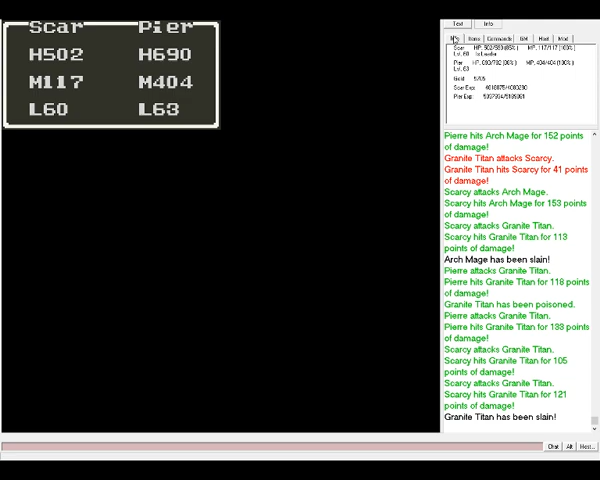 Scar Pier
H502 H690
M117 M404
L60 L63
Text Info
Items Commands GM Host Mod
Gold
Scar Exp:
Pier Exp:
Pierre hits Arch Mage for 152 points
of damage!
Granite Titan attacks Scarcy.
Granite Titan hits Scarcy for 41 points
of damage!
Scarcy attacks Arch Mage.
Scarcy hits Arch Mage for 153 points
of damage!
Scarcy attacks Granite Titan.
Scarcy hits Granite Titan for 113
points of damage!
Arch Mage has been slain!
Pierre attacks Granite Titan.
Pierre hits Granite Titan for 118 points
of damage!
Granite Titan has been poisoned.
Pierre attacks Granite Titan.
Pierre hits Granite Titan for 133 points
of damage!
Scarcy attacks Granite Titan.
Scarcy hits Granite Titan for 105
points of damage!
Scarcy attacks Granite Titan.
Scarcy hits Granite Titan for 121
points of damage!
Granite Titan has been slain!
Chat Alt Host...